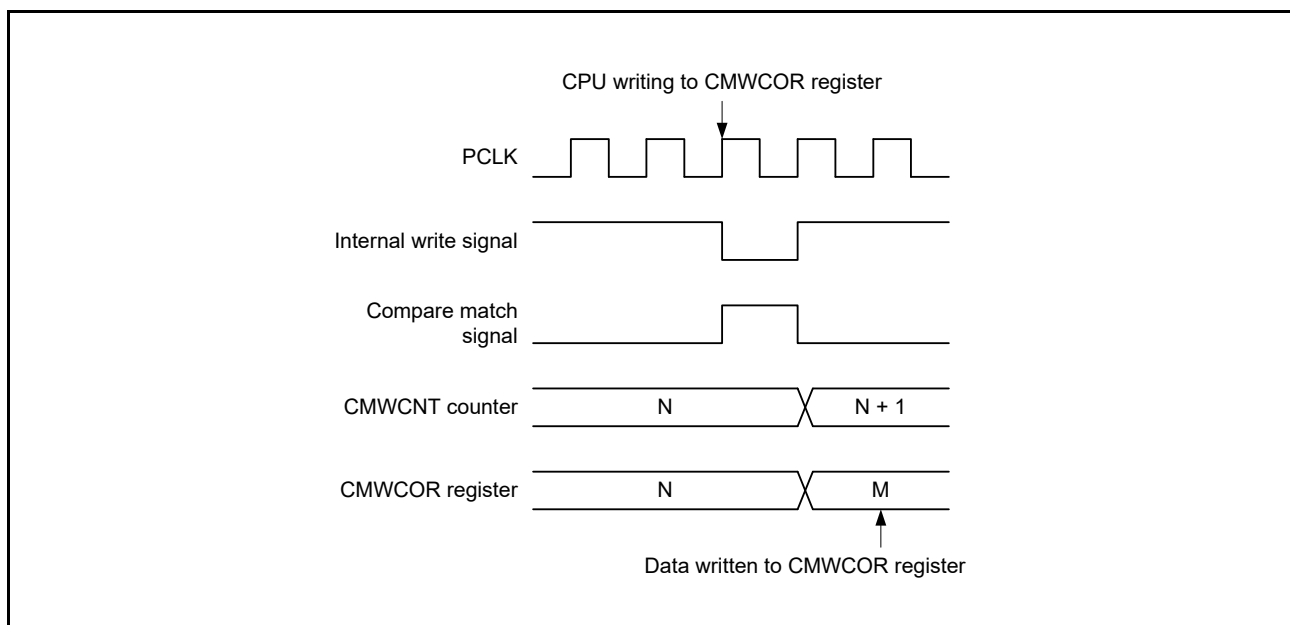 CPU writing to CMWCOR register
PCLK
Internal write signal
Compare match
signal
CMWCNT counter
N
N + 1
CMWCOR register
N
M
Data written to CMWCOR register